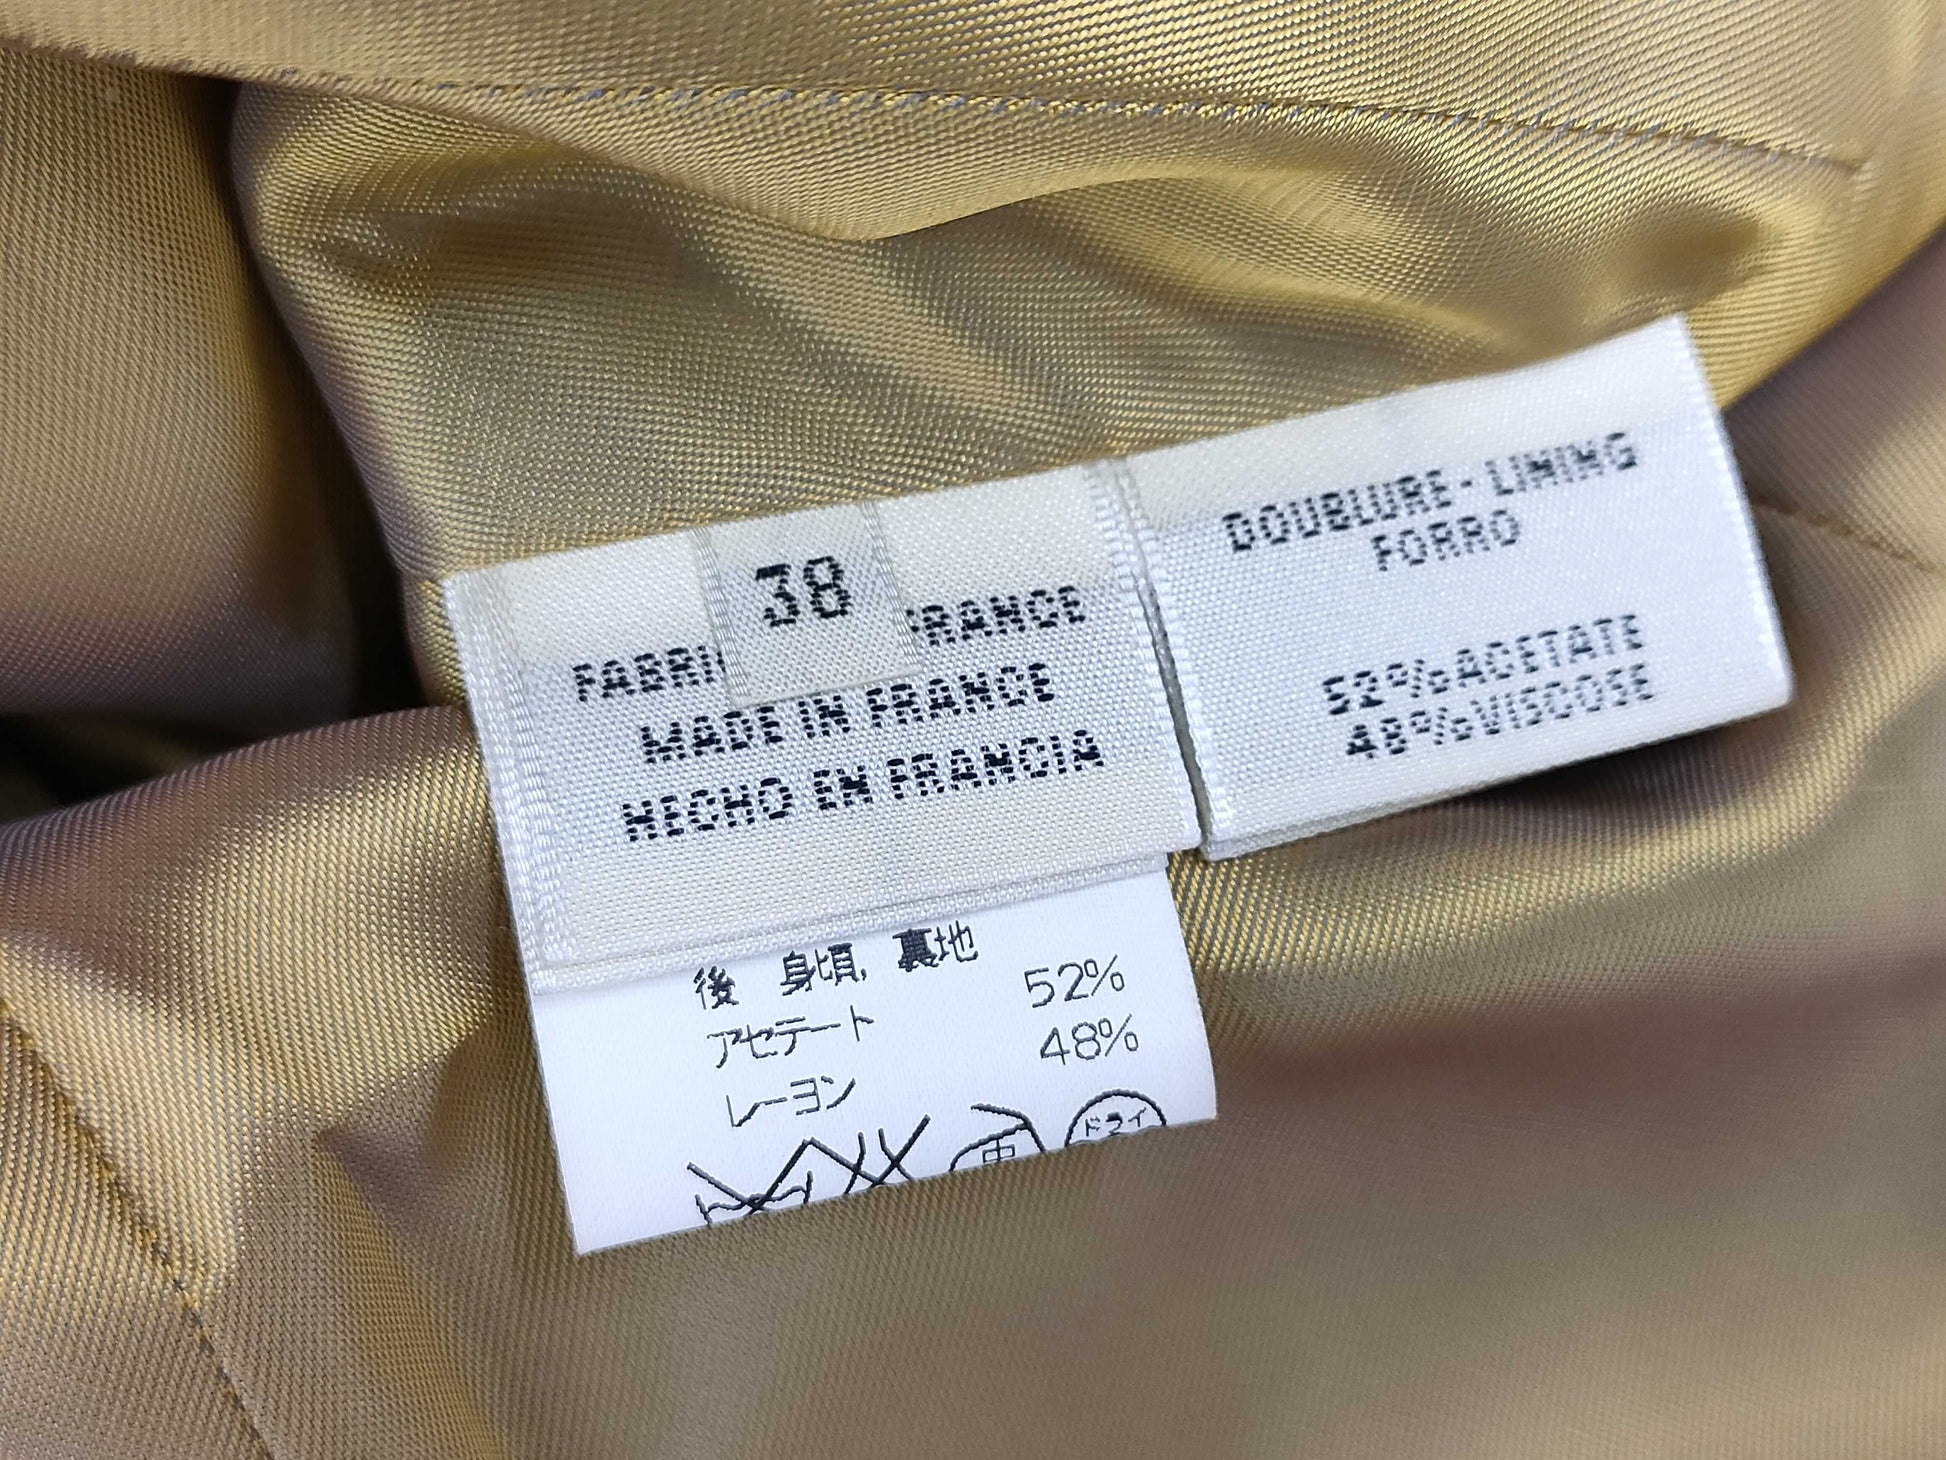 38
FABRI FRANCE
MADE IN FRANCE
HECHO EN FRANCIA
DOUBLURE - LINING
FORRO
52% ACETATE
48% VISCOSE
後 身頃, 裏地
アセテート 52%
レーヨン 48%
中 ドライ